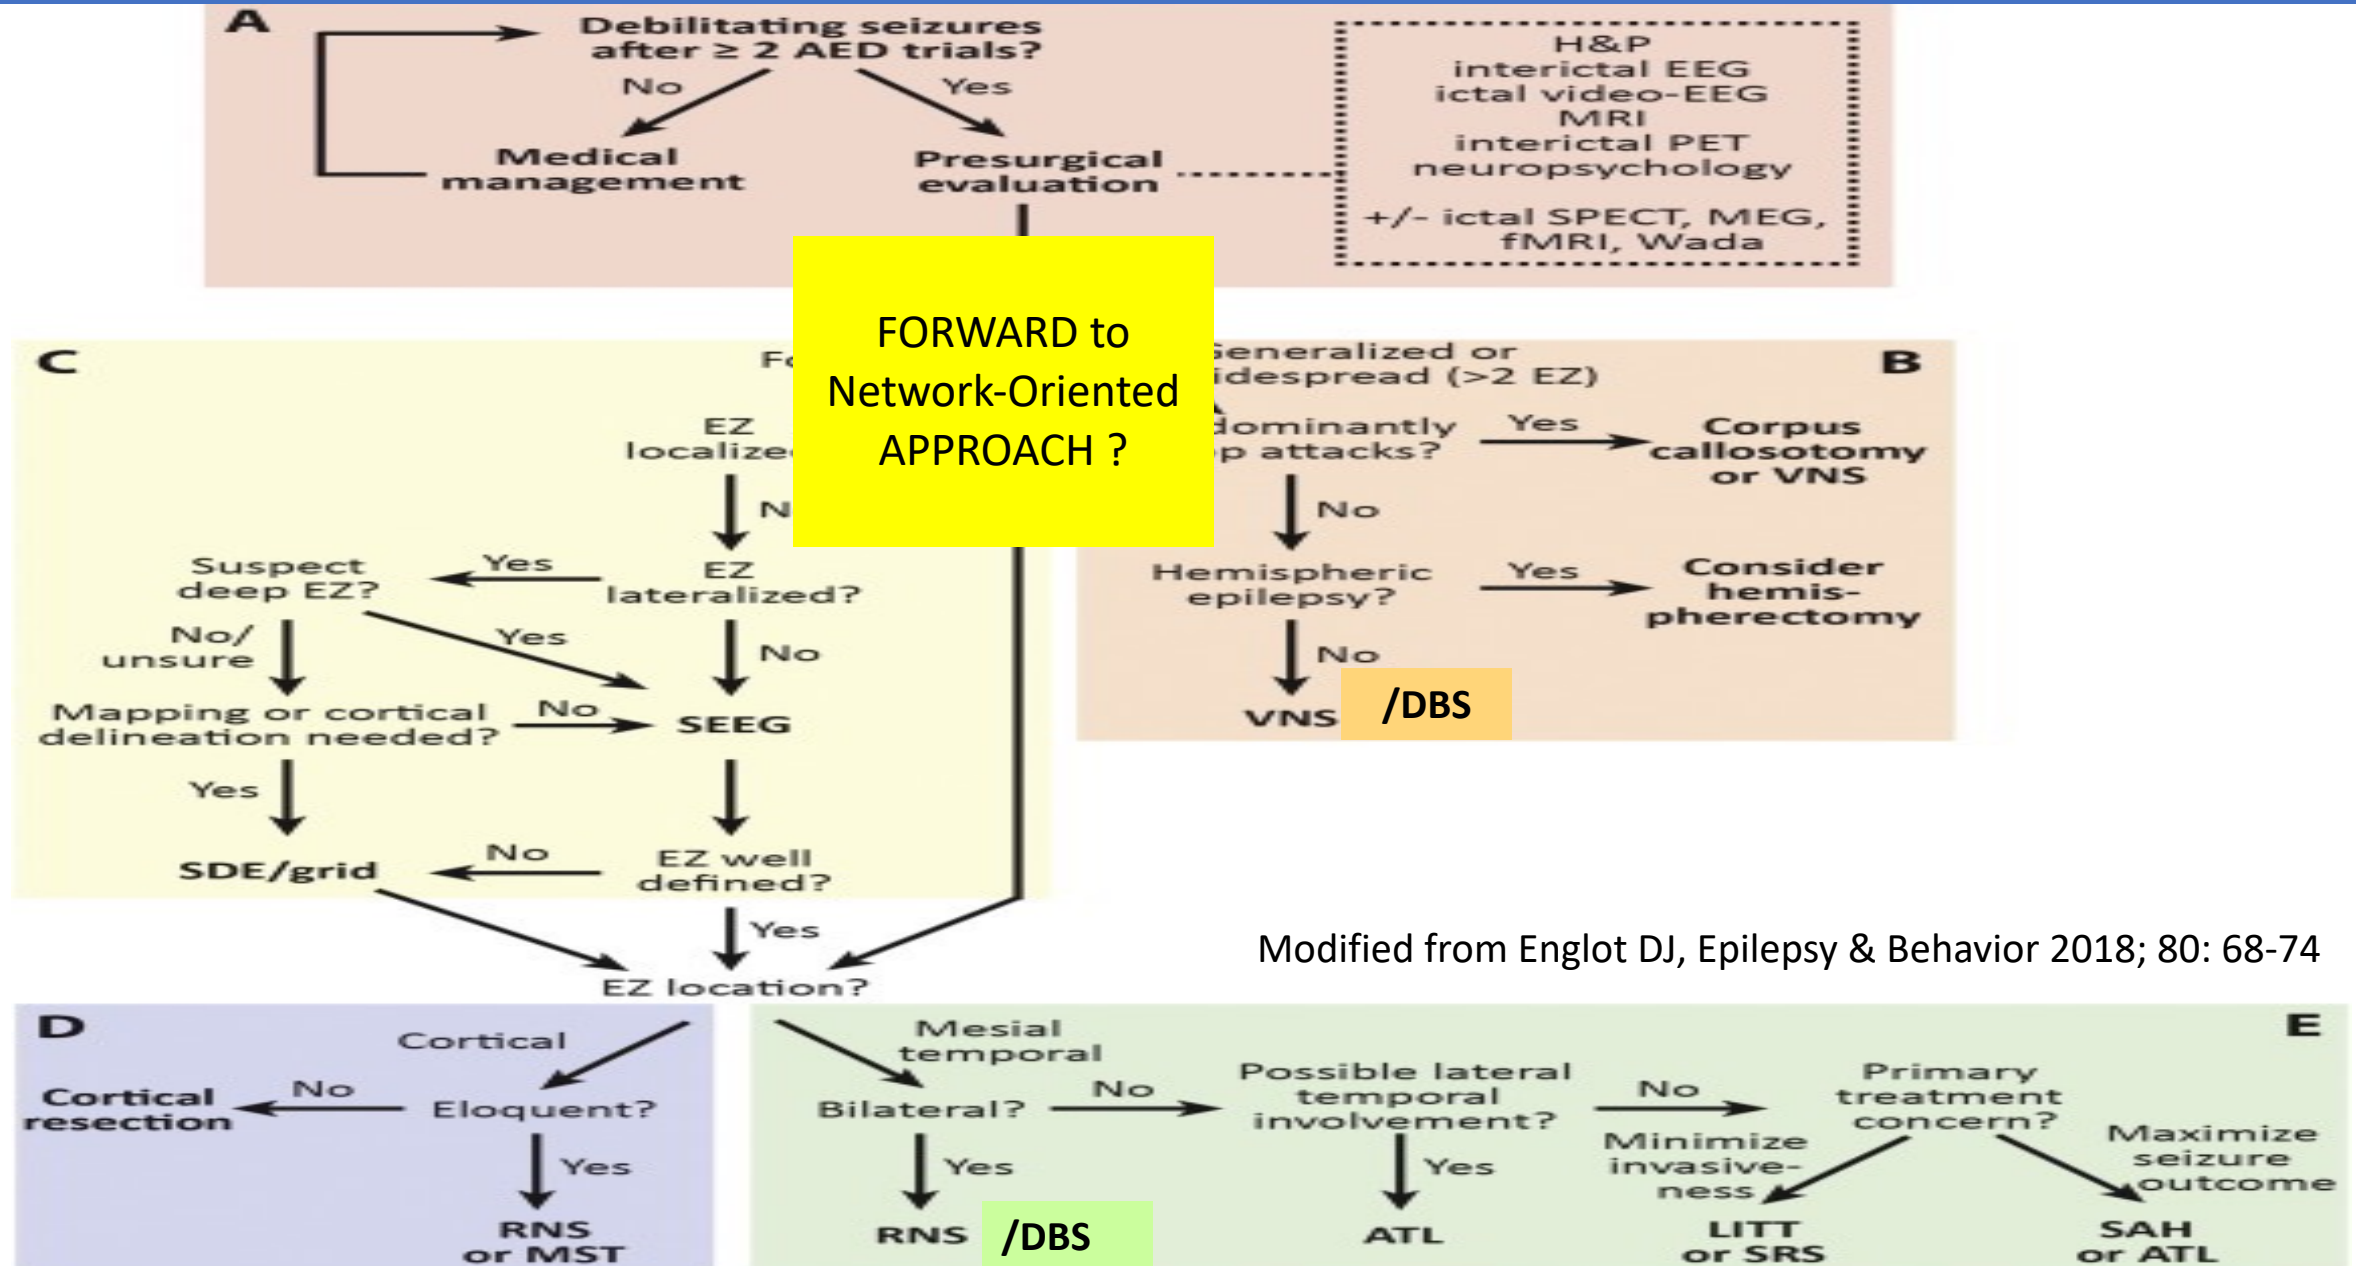 A
Debilitating seizures
after ≥ 2 AED trials?
No
Yes
Medical
management
Presurgical
evaluation
H&P
interictal EEG
ictal video-EEG
MRI
interictal PET
neuropsychology
+/- ictal SPECT, MEG,
fMRI, Wada
FORWARD to
Network-Oriented
APPROACH ?
C
EZ
lateralized?
Yes
Suspect
deep EZ?
No/
unsure
Yes
No
Mapping or cortical
delineation needed?
No
SEEG
Yes
SDE/grid
No
EZ well
defined?
Yes
EZ location?
B
or
(>2 EZ)
attacks?
Yes
Corpus
callosotomy
or VNS
No
Hemispheric
epilepsy?
Yes
Consider
hemis-
pherectomy
No
VNS /DBS
Modified from Englot DJ, Epilepsy & Behavior 2018; 80: 68-74
D
Cortical
Eloquent?
No
Cortical
resection
Yes
RNS
or MST
E
Mesial
temporal
Bilateral?
No
Yes
RNS /DBS
Possible lateral
temporal
involvement?
Yes
ATL
No
Primary
treatment
concern?
Minimize
invasive-
ness
LITT
or SRS
Maximize
seizure
outcome
SAH
or ATL